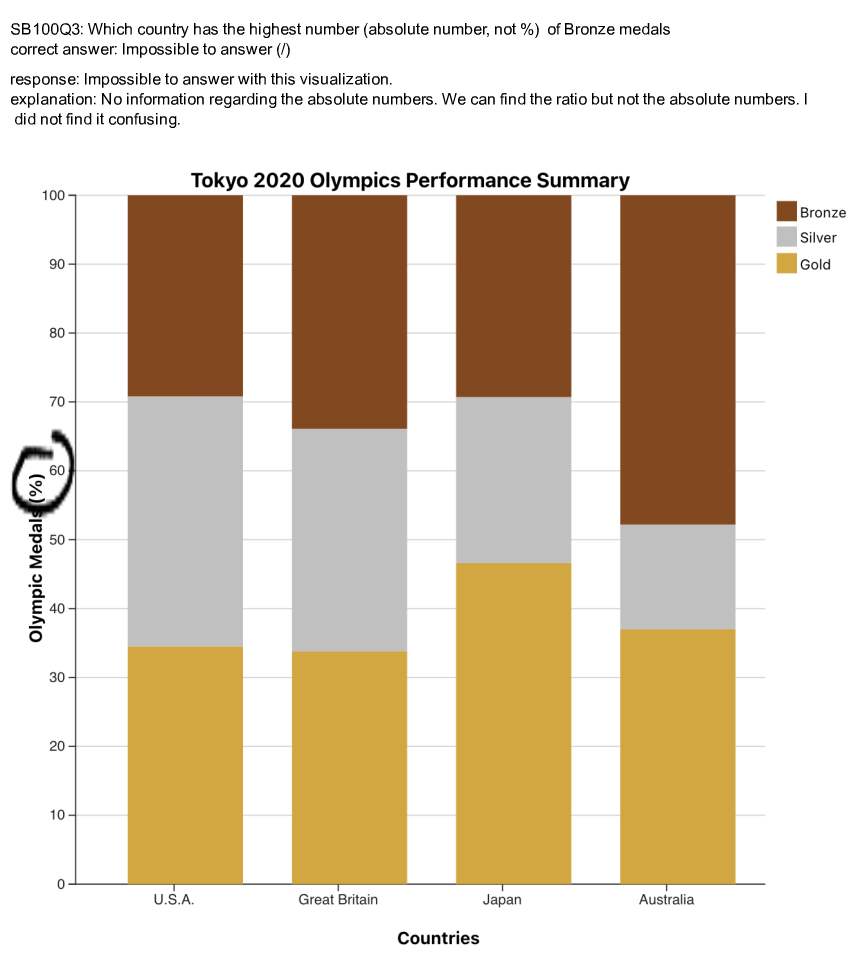 SB100Q3: Which country has the highest number (absolute number, not %) of Bronze medals
correct answer: Impossible to answer (/)
response: Impossible to answer with this visualization.
explanation: No information regarding the absolute numbers. We can find the ratio but not the absolute numbers. I
did not find it confusing.
Tokyo 2020 Olympics Performance Summary
100
90
80
70
60
50
40
30
20
10
0
Olympic Medals (%)
Bronze
Silver
Gold
U.S.A. Great Britain Japan Australia
Countries